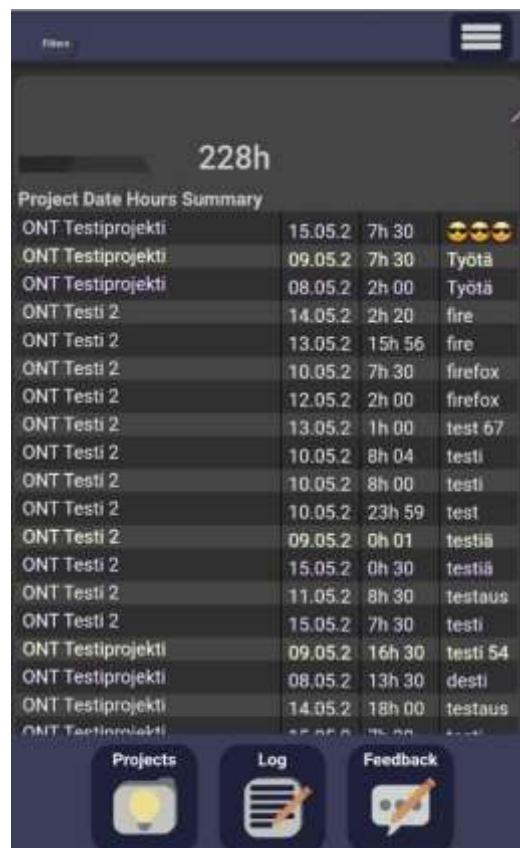 Filters
228h
Project Date Hours Summary
ONT Testiprojekti 15.05.2 7h 30 😎😎😎
ONT Testiprojekti 09.05.2 7h 30 Työtä
ONT Testiprojekti 08.05.2 2h 00 Työtä
ONT Testi 2 14.05.2 2h 20 fire
ONT Testi 2 13.05.2 15h 56 fire
ONT Testi 2 10.05.2 7h 30 firefox
ONT Testi 2 12.05.2 2h 00 firefox
ONT Testi 2 13.05.2 1h 00 test 67
ONT Testi 2 10.05.2 8h 04 testi
ONT Testi 2 10.05.2 8h 00 testi
ONT Testi 2 10.05.2 23h 59 test
ONT Testi 2 09.05.2 0h 01 testiä
ONT Testi 2 15.05.2 0h 30 testiä
ONT Testi 2 11.05.2 8h 30 testaus
ONT Testi 2 15.05.2 7h 30 testi
ONT Testiprojekti 09.05.2 16h 30 testi 54
ONT Testiprojekti 08.05.2 13h 30 desti
ONT Testiprojekti 14.05.2 18h 00 testaus
ONT Testiprojekti
Projects Log Feedback